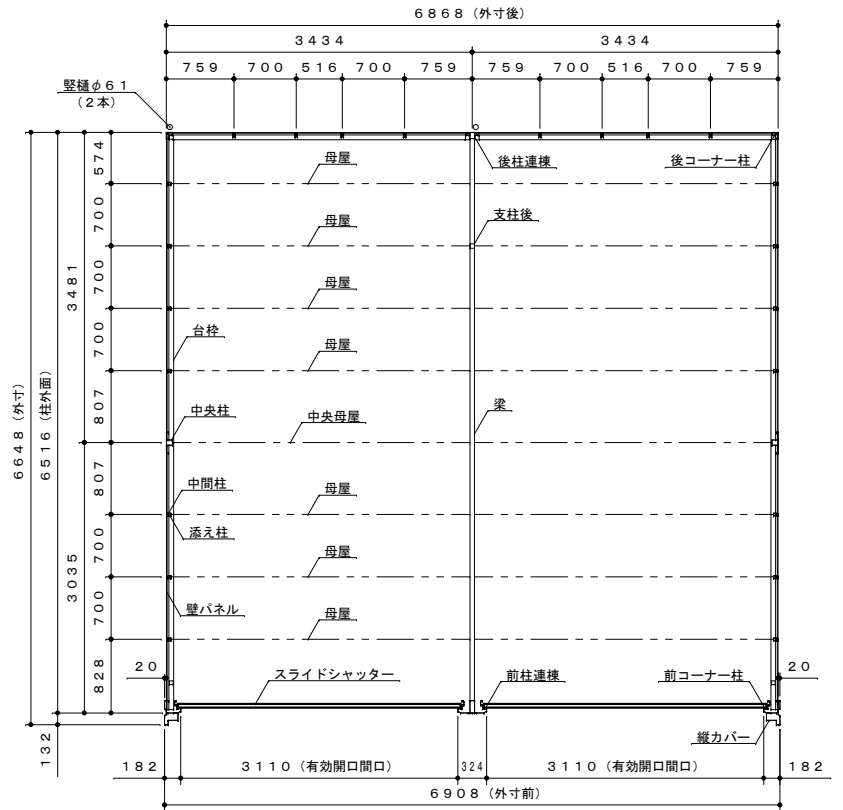 6868(外寸後)
3434 3434
759 700 516 700 759 759 700 516 700 759
竪樋φ61
(2本)
母屋
後柱連棟
後コーナー柱
574
700
母屋
支柱後
700
母屋
3481
700
台枠
母屋
807
中央柱
中央母屋
梁
6648(外寸)
6516(柱外面)
807
中間柱
母屋
添え柱
700
母屋
3035
700
壁パネル
母屋
828
20
スライドシャッター
前柱連棟
前コーナー柱
20
132
縦カバー
182 3110(有効開口間口) 324 3110(有効開口間口) 182
6908(外寸前)